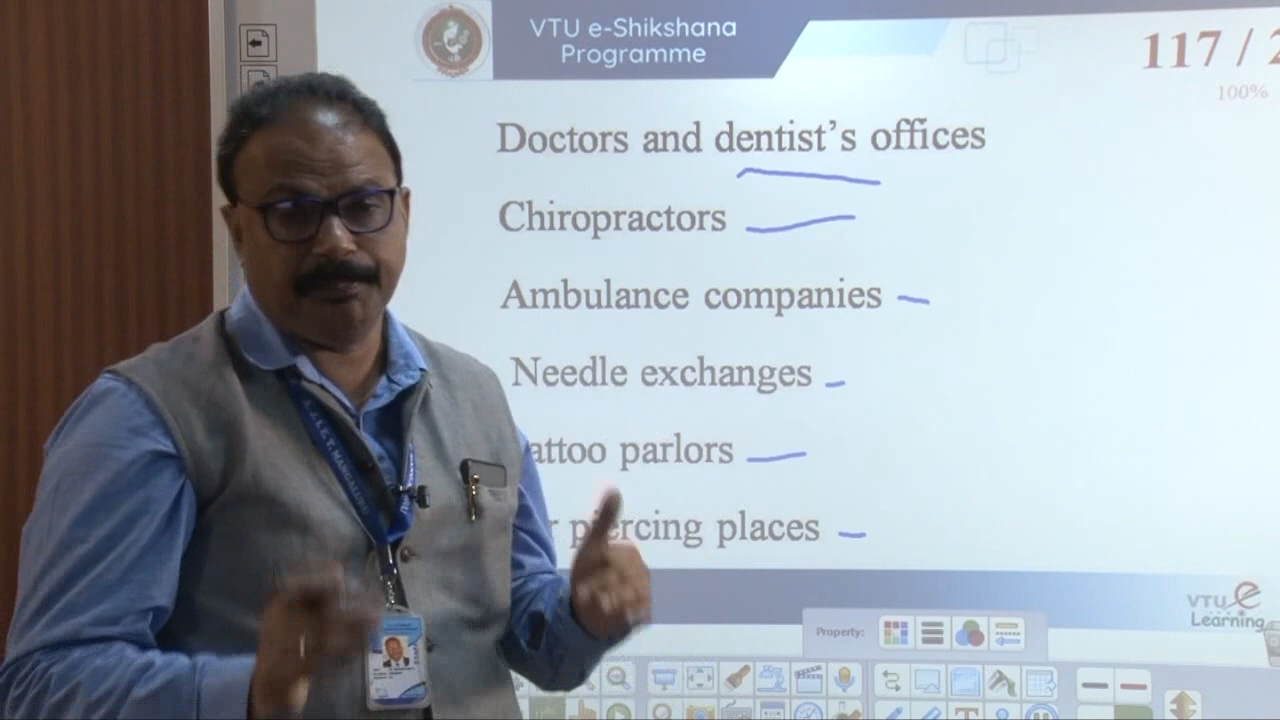 VTU e-Shikshana
Programme
117 / 2
100%
Doctors and dentist's offices
Chiropractors
Ambulance companies
Needle exchanges
attoo parlors
r piercing places
VTU e
Learning
Property: